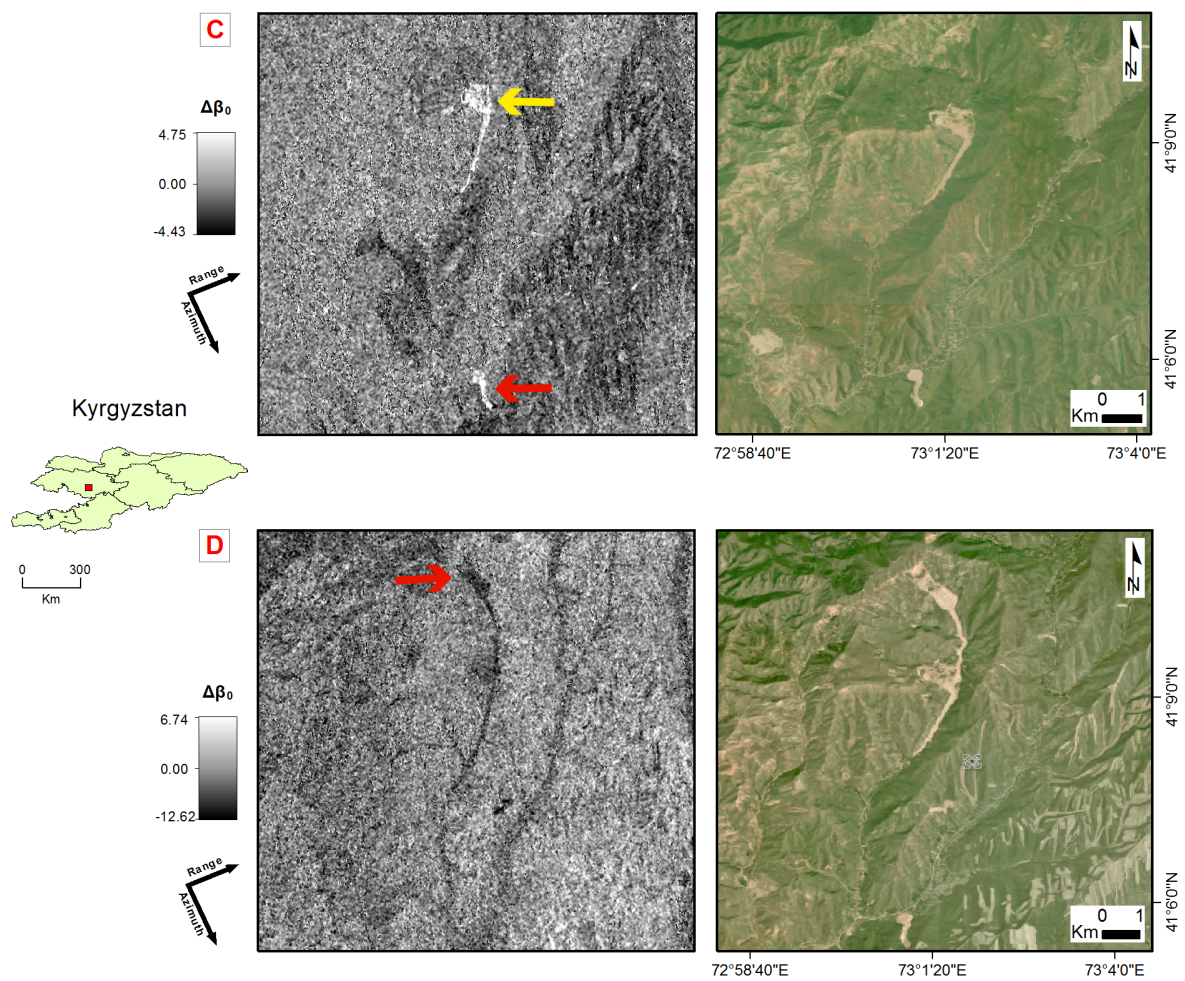 C
Δβ₀
4.75
0.00
-4.43
Range
Azimuth
N
41°9'0"N
41°6'0"N
0 1
Km
72°58'40"E 73°1'20"E 73°4'0"E
Kyrgyzstan
0 300
Km
D
Δβ₀
6.74
0.00
-12.62
Range
Azimuth
N
41°9'0"N
41°6'0"N
0 1
Km
72°58'40"E 73°1'20"E 73°4'0"E